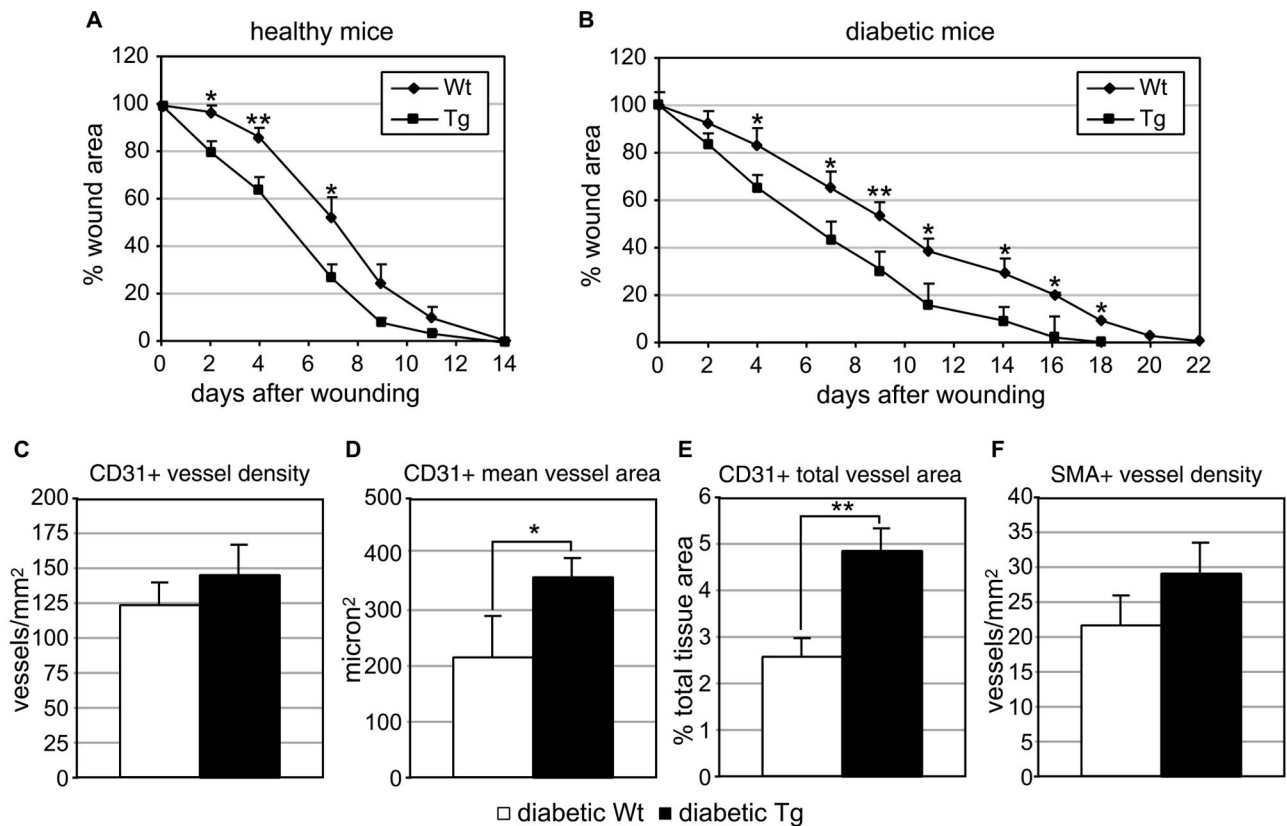 A
healthy mice
120
100
80
60
40
20
0
% wound area
Wt
Tg
*
**
*
0 2 4 6 8 10 12 14
days after wounding
B
diabetic mice
120
100
80
60
40
20
0
% wound area
Wt
Tg
*
*
**
*
*
*
*
0 2 4 6 8 10 12 14 16 18 20 22
days after wounding
C
CD31+ vessel density
200
175
150
125
100
75
50
25
0
vessels/mm²
D
CD31+ mean vessel area
500
400
300
200
100
0
micron²
*
E
CD31+ total vessel area
6
5
4
3
2
1
0
% total tissue area
**
F
SMA+ vessel density
40
35
30
25
20
15
10
5
0
vessels/mm²
diabetic Wt diabetic Tg